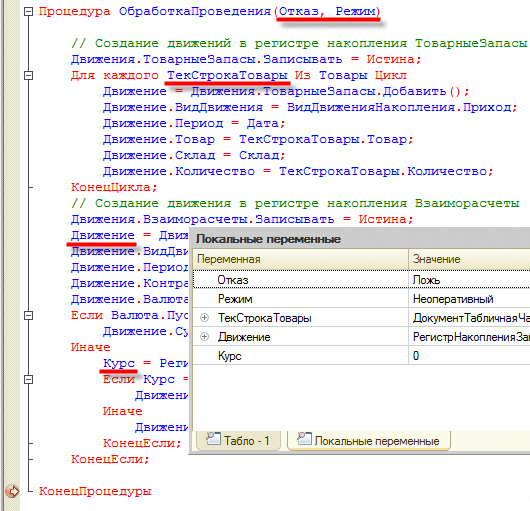 Процедура ОбработкаПроведения(Отказ, Режим)
// Создание движений в регистре накопления ТоварныеЗапасы
Движения.ТоварныеЗапасы.Записывать = Истина;
Для каждого ТекСтрокаТовары Из Товары Цикл
Движение = Движения.ТоварныеЗапасы.Добавить();
Движение.ВидДвижения = ВидДвиженияНакопления.Приход;
Движение.Период = Дата;
Движение.Товар = ТекСтрокаТовары.Товар;
Движение.Склад = Склад;
Движение.Количество = ТекСтрокаТовары.Количество;
КонецЦикла;
// Создание движения в регистре накопления Взаиморасчеты
Движения.Взаиморасчеты.Записывать = Истина;
Движение = Движ
Движение.ВидДви
Движение.Период
Движение.Контра
Движение.Валюта
Если Валюта.Пус
Движение.Су
Иначе
Курс = Реги
Если Курс =
Движени
Иначе
Движени
КонецЕсли;
КонецЕсли;
КонецПроцедуры
Локальные переменные
Переменная Значение
Отказ Ложь
Режим Неоперативный
ТекСтрокаТовары ДокументТабличнаяЧа
Движение РегистрНакопленияЗа
Курс 0
Табло - 1 Локальные переменные